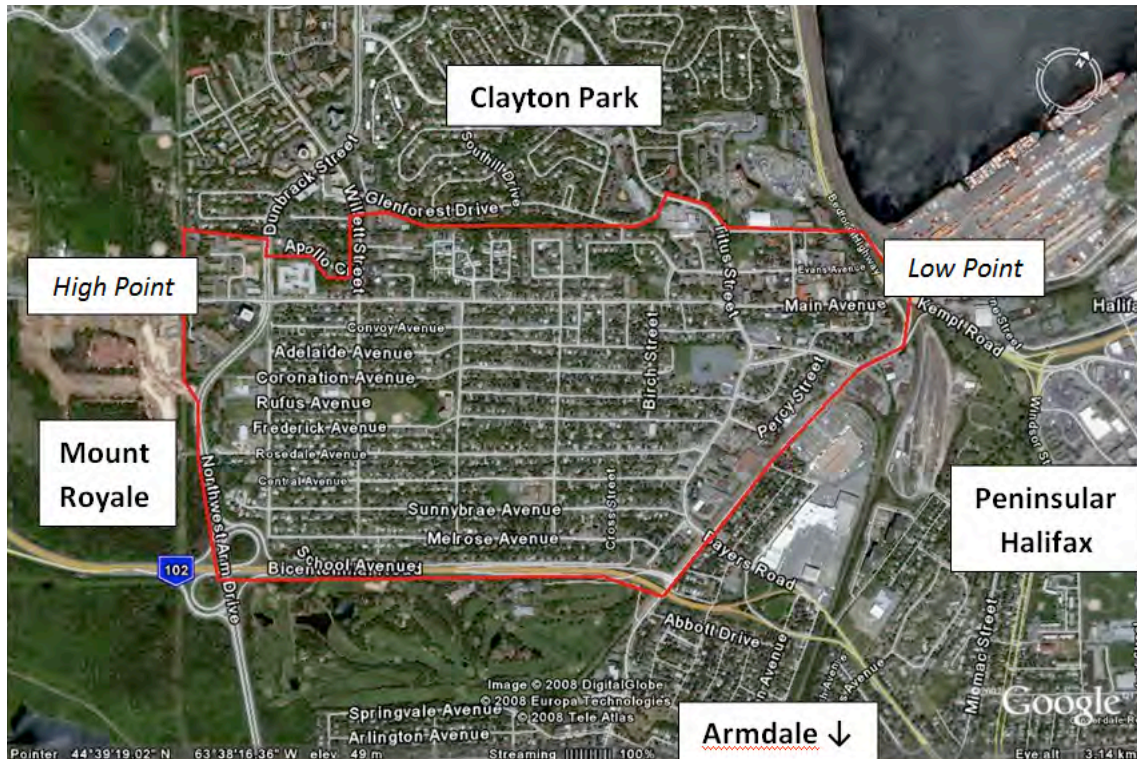 Clayton Park
Southill Drive
Dunbrack Street
Willett Street
Glenforest Drive
Bedford Highway
N
Titus Street
Apollo C
High Point
Evans Avenue
Low Point
Main Avenue
Kempt Road
Halifax
Convoy Avenue
Adelaide Avenue
Coronation Avenue
Birch Street
Rufus Avenue
Percy Street
Frederick Avenue
Windsor St
Mount
Royale
Rosedale Avenue
Northwest Arm Drive
Central Avenue
Cross Street
Sunnybrae Avenue
Melrose Avenue
Peninsular
Halifax
Bayers Road
School Avenue
102
Abbott Drive
Micmac Street
Image © 2008 DigitalGlobe
© 2008 Europa Technologies
© 2008 Tele Atlas
Springvale Avenue
Arlington Avenue
Armdale ↓
Google
Pointer 44°39'19.02" N 63°38'16.36" W elev 49 m Streaming |||||||||| 100% Eye alt 3.14 km